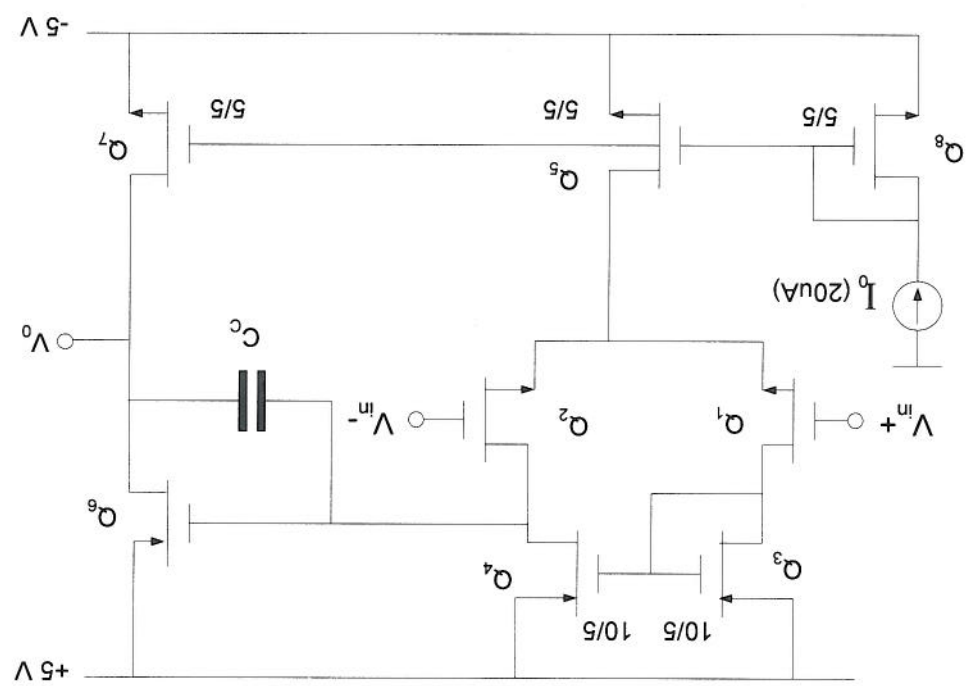 +5 V
10/5 10/5
Q3 Q4 Q6
Vin+ Q1 Q2 Vin-
Cc
I0 (20uA) V0
Q8 Q5 Q7
5/5 5/5 5/5
-5 V